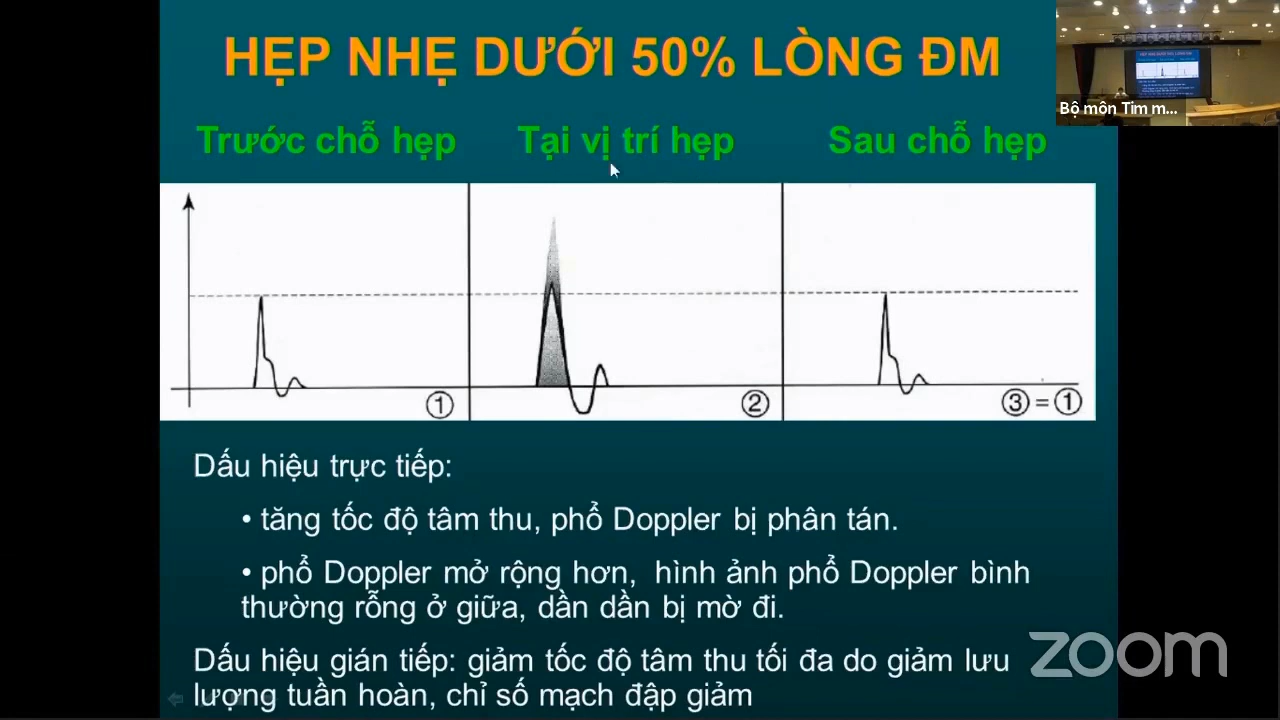 HẸP NHẸ DƯỚI 50% LÒNG ĐM
Bộ môn Tim m...
Trước chỗ hẹp
Tại vị trí hẹp
Sau chỗ hẹp
①
②
③ = ①
Dấu hiệu trực tiếp:
• tăng tốc độ tâm thu, phổ Doppler bị phân tán.
• phổ Doppler mở rộng hơn, hình ảnh phổ Doppler bình
thường rỗng ở giữa, dần dần bị mờ đi.
Dấu hiệu gián tiếp: giảm tốc độ tâm thu tối đa do giảm lưu
lượng tuần hoàn, chỉ số mạch đập giảm
zoom